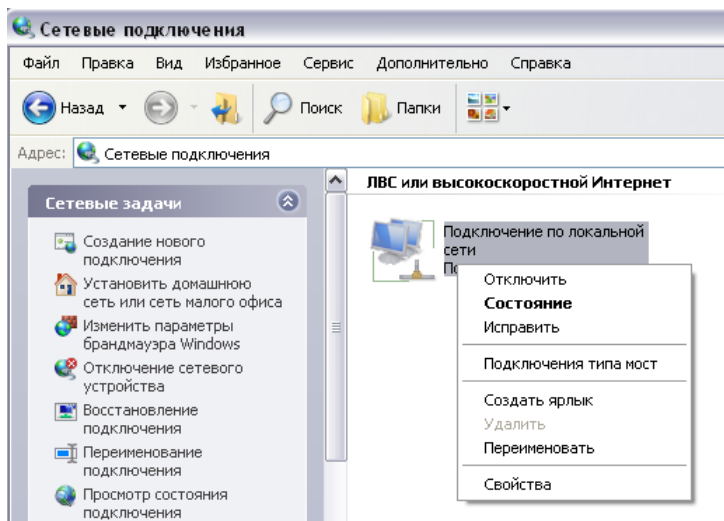 Сетевые подключения
Файл Правка Вид Избранное Сервис Дополнительно Справка
Назад Поиск Папки
Адрес: Сетевые подключения
Сетевые задачи
Создание нового
подключения
Установить домашнюю
сеть или сеть малого офиса
Изменить параметры
брандмауэра Windows
Отключение сетевого
устройства
Восстановление
подключения
Переименование
подключения
Просмотр состояния
подключения
ЛВС или высокоскоростной Интернет
Подключение по локальной
сети
Отключить
Состояние
Исправить
Подключения типа мост
Создать ярлык
Удалить
Переименовать
Свойства